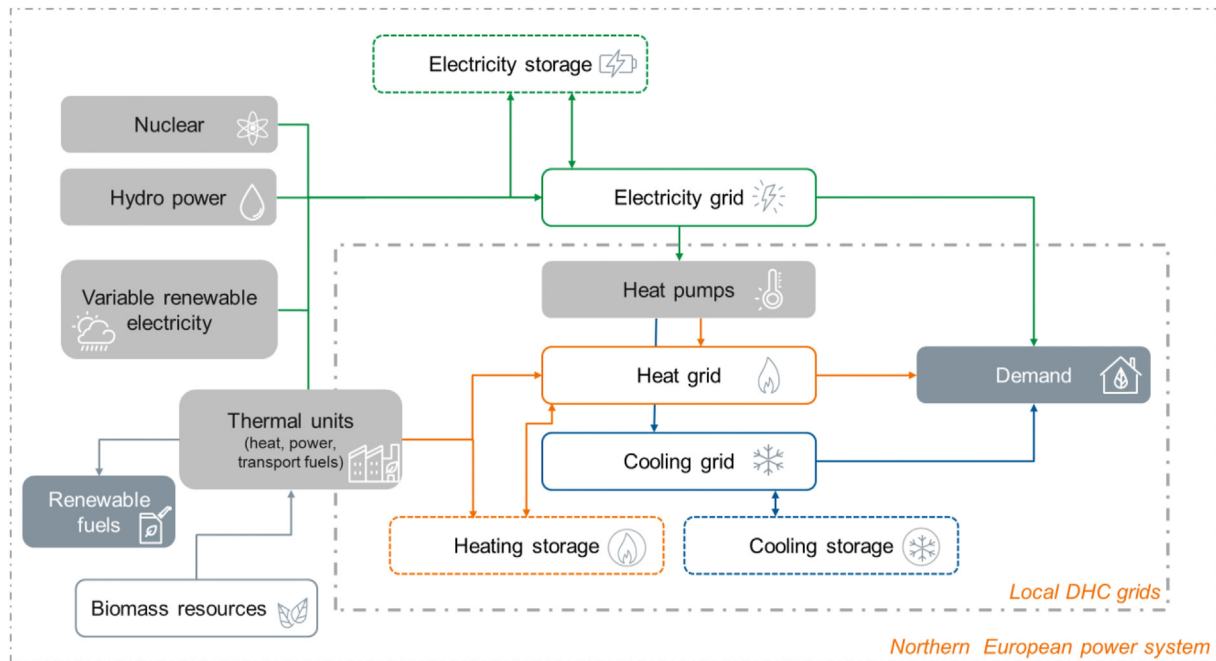 Electricity storage
Nuclear
Hydro power
Electricity grid
Variable renewable
electricity
Heat pumps
Heat grid
Demand
Thermal units
(heat, power,
transport fuels)
Cooling grid
Renewable
fuels
Heating storage
Cooling storage
Biomass resources
Local DHC grids
Northern European power system